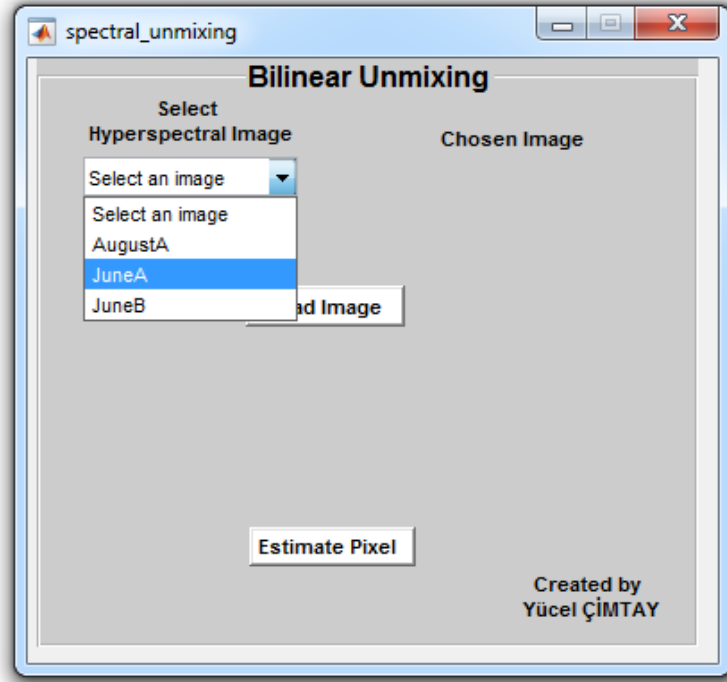 spectral_unmixing
Bilinear Unmixing
Select
Hyperspectral Image
Chosen Image
Select an image
Select an image
AugustA
JuneA
JuneB
ad Image
Estimate Pixel
Created by
Yücel ÇİMTAY